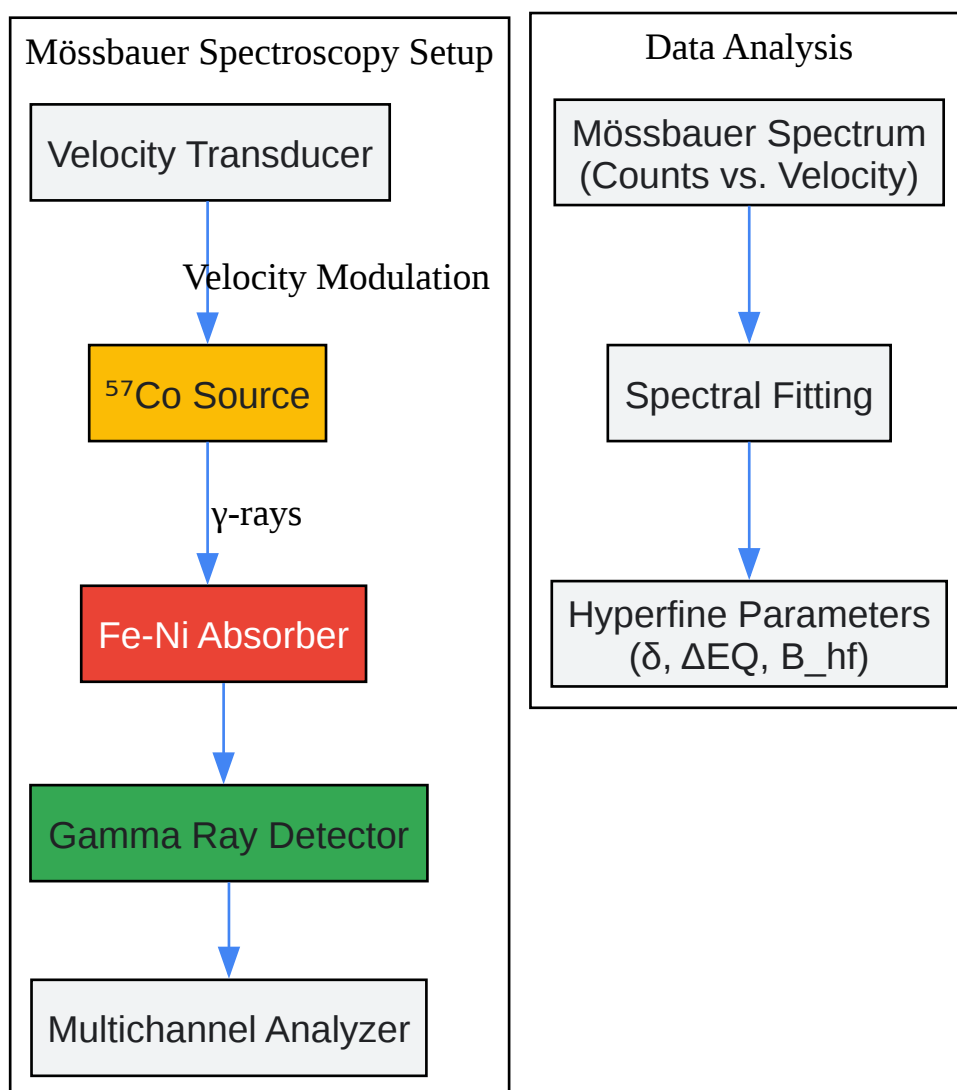 Mössbauer Spectroscopy Setup
Velocity Transducer
Velocity Modulation
⁵⁷Co Source
γ-rays
Fe-Ni Absorber
Gamma Ray Detector
Multichannel Analyzer
Data Analysis
Mössbauer Spectrum
(Counts vs. Velocity)
Spectral Fitting
Hyperfine Parameters
(δ, ΔEQ, B_hf)